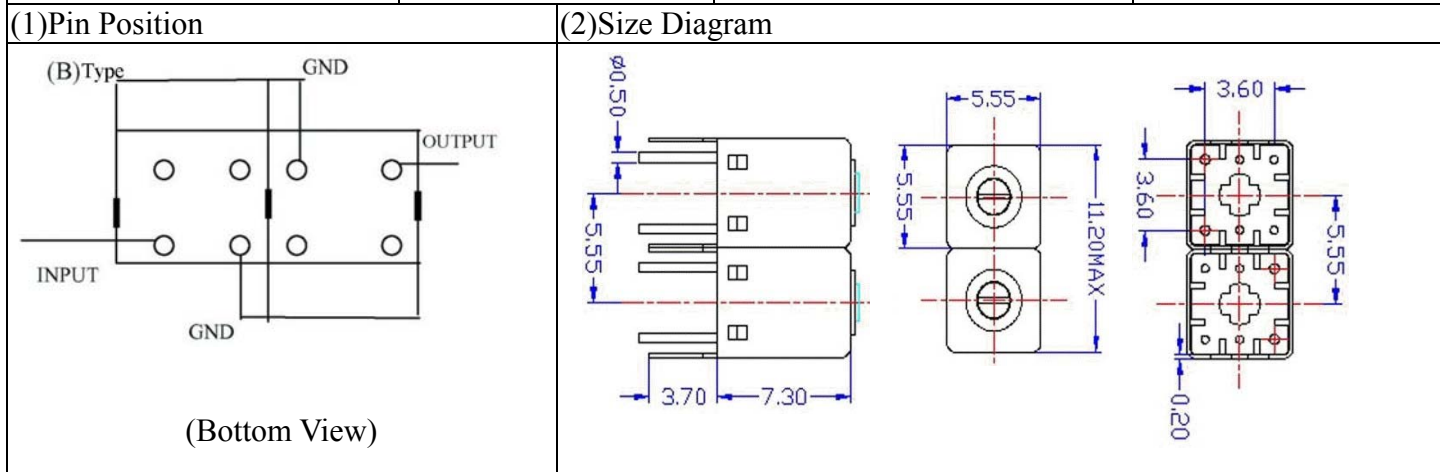 (1)Pin Position
(2)Size Diagram
(B)Type
GND
OUTPUT
INPUT
GND
(Bottom View)
ø0.50
5.55
3.70
7.30
5.55
5.55
11.20MAX
3.60
3.60
5.55
0.20